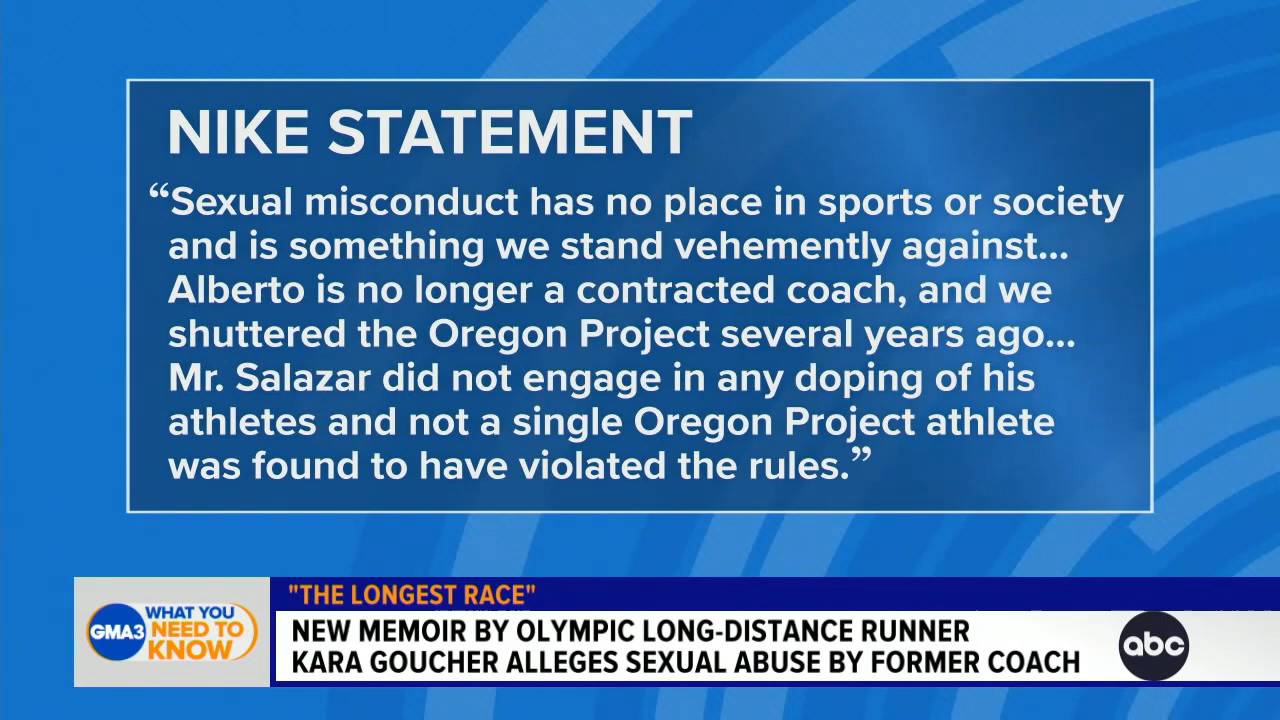 NIKE STATEMENT
“Sexual misconduct has no place in sports or society
and is something we stand vehemently against...
Alberto is no longer a contracted coach, and we
shuttered the Oregon Project several years ago...
Mr. Salazar did not engage in any doping of his
athletes and not a single Oregon Project athlete
was found to have violated the rules.”
"THE LONGEST RACE"
NEW MEMOIR BY OLYMPIC LONG-DISTANCE RUNNER
KARA GOUCHER ALLEGES SEXUAL ABUSE BY FORMER COACH
GMA3
WHAT YOU
NEED TO
KNOW
abc